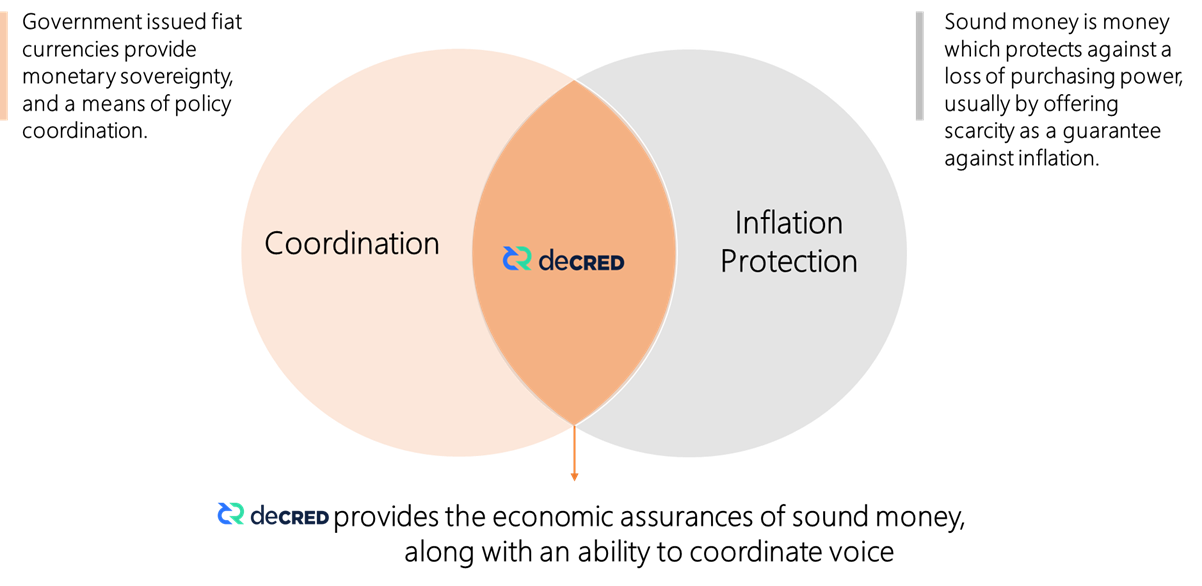 Government issued fiat
currencies provide
monetary sovereignty,
and a means of policy
coordination.
Sound money is money
which protects against a
loss of purchasing power,
usually by offering
scarcity as a guarantee
against inflation.
Coordination
decRED
Inflation
Protection
decRED provides the economic assurances of sound money,
along with an ability to coordinate voice